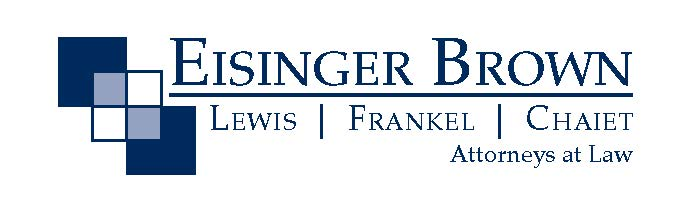 Eisinger Brown
Lewis | Frankel | Chaiet
Attorneys at Law